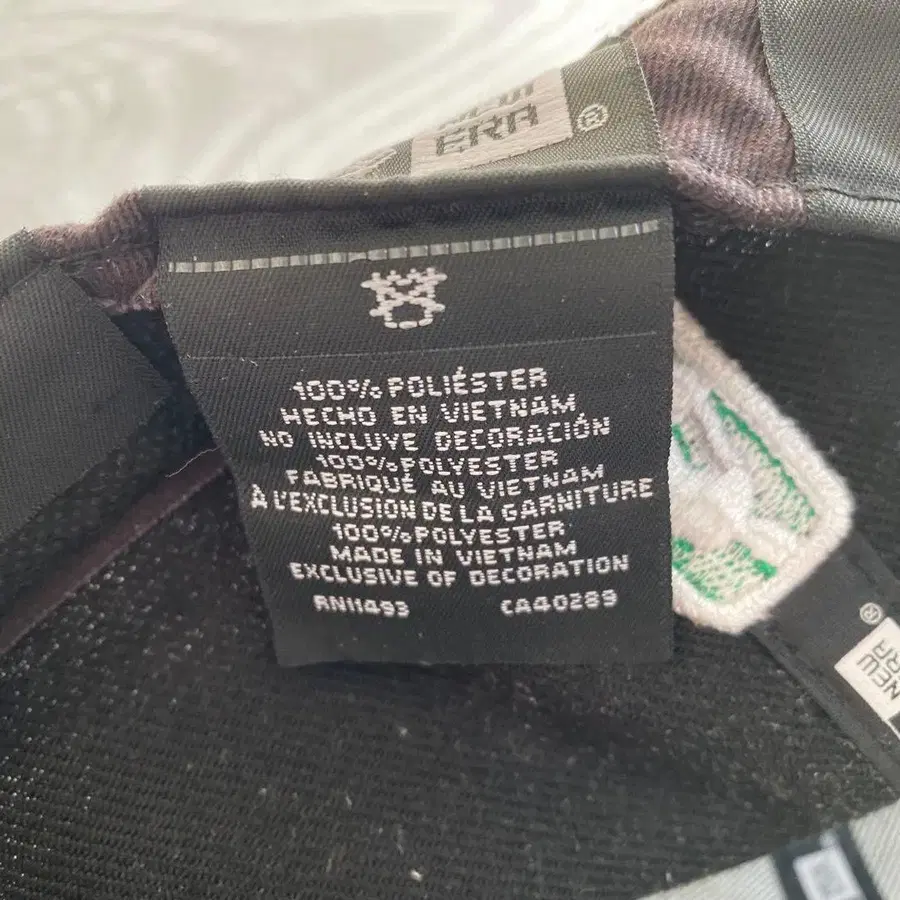 ERA®
100% POLIÉSTER
HECHO EN VIETNAM
NO INCLUYE DECORACIÓN
100% POLYESTER
FABRIQUÉ AU VIETNAM
À L'EXCLUSION DE LA GARNITURE
100% POLYESTER
MADE IN VIETNAM
EXCLUSIVE OF DECORATION
RN11493 CA40289
NEW
ERA
®